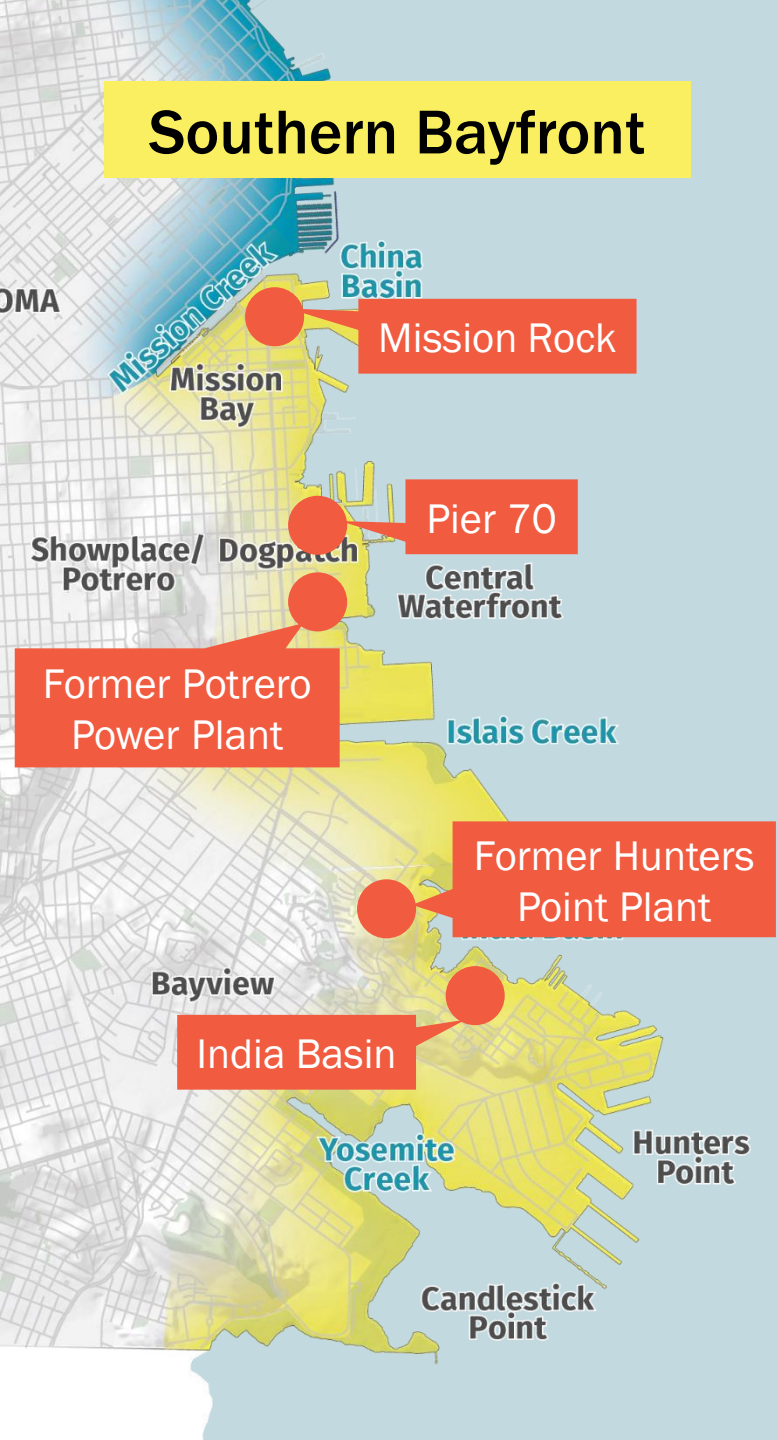 Southern Bayfront
China
Basin
Mission Creek
OMA
Mission Rock
Mission
Bay
Pier 70
Showplace/
Potrero
Dogpatch
Central
Waterfront
Former Potrero
Power Plant
Islais Creek
Former Hunters
Point Plant
Bayview
India Basin
Yosemite
Creek
Hunters
Point
Candlestick
Point